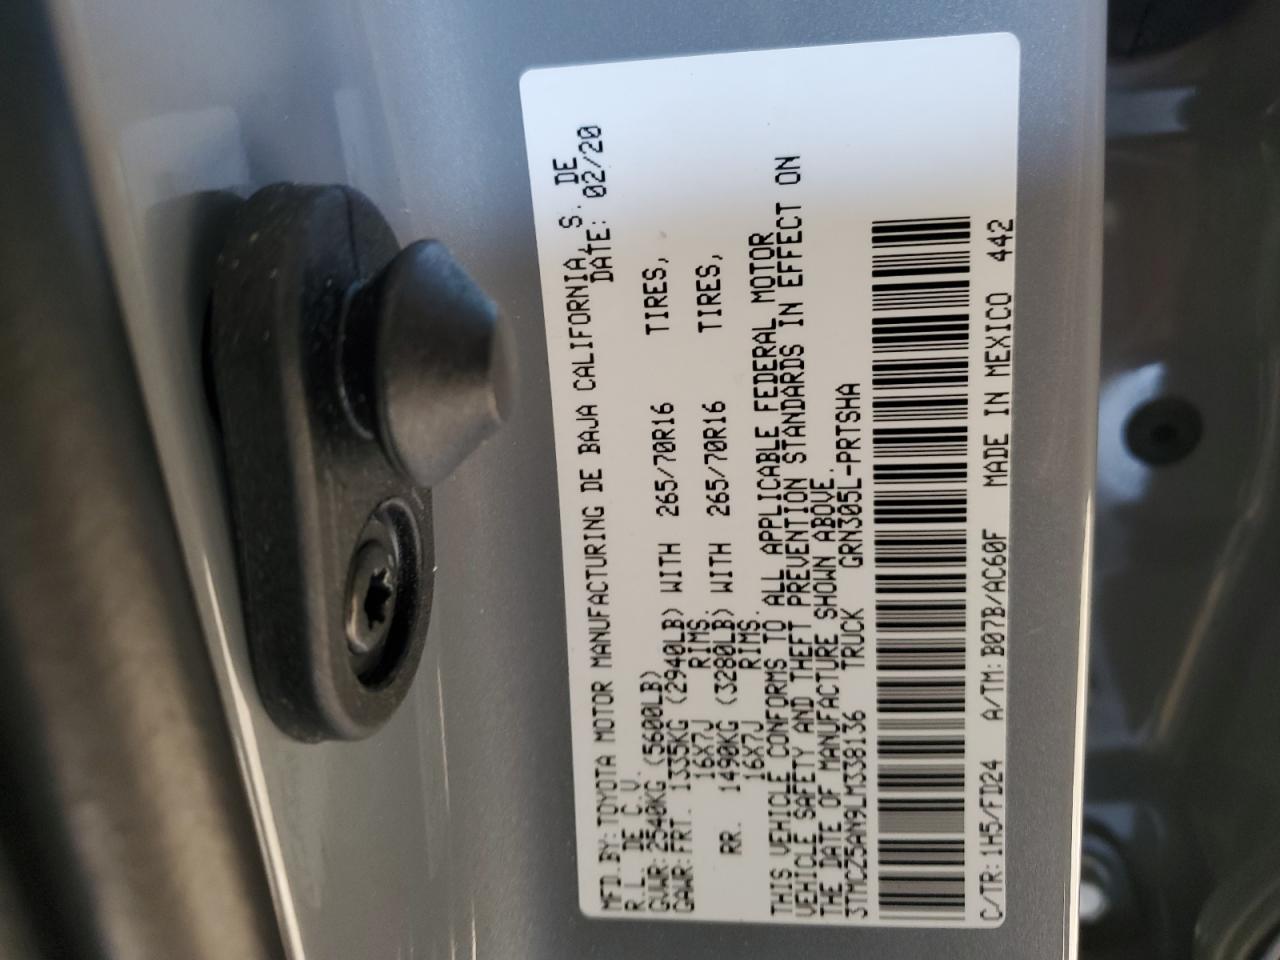 MFD.BY:TOYOTA MOTOR MANUFACTURING DE BAJA CALIFORNIA, S. DE
R.L. DE C.V. DATE: 02/20
GVWR:2540KG (5600LB)
GAWR:FRT. 1335KG (2940LB) WITH 265/70R16 TIRES,
16X7J RIMS.
RR. 1490KG (3280LB) WITH 265/70R16 TIRES,
16X7J RIMS.
THIS VEHICLE CONFORMS TO ALL APPLICABLE FEDERAL MOTOR
VEHICLE SAFETY AND THEFT PREVENTION STANDARDS IN EFFECT ON
THE DATE OF MANUFACTURE SHOWN ABOVE.
3TMCZ5AN9LM338136 TRUCK GRN305L-PRTSHA
C/TR:1H5/FD24 A/TM:B07B/AC60F MADE IN MEXICO 442